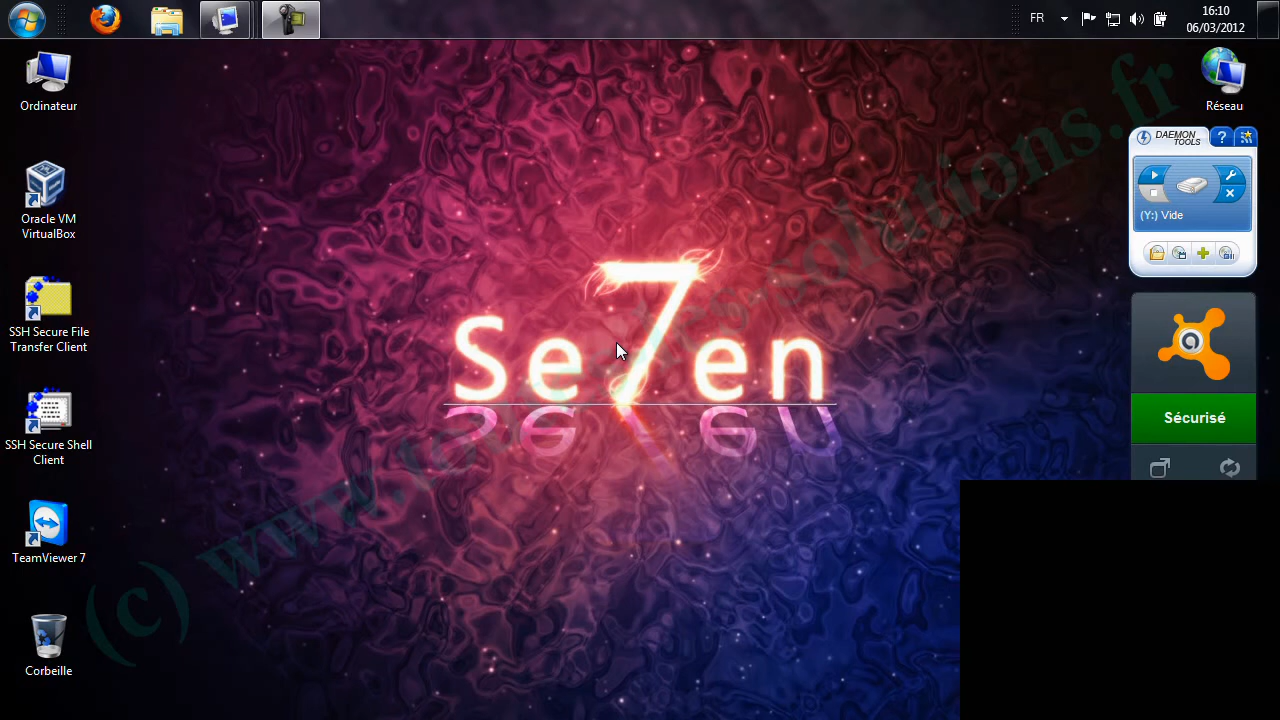 FR
16:10
06/03/2012
Ordinateur
Réseau
DAEMON
TOOLS
?
(Y:) Vide
Oracle VM
VirtualBox
SSH Secure File
Transfer Client
Se7en
Sécurisé
SSH Secure Shell
Client
TeamViewer 7
Corbeille